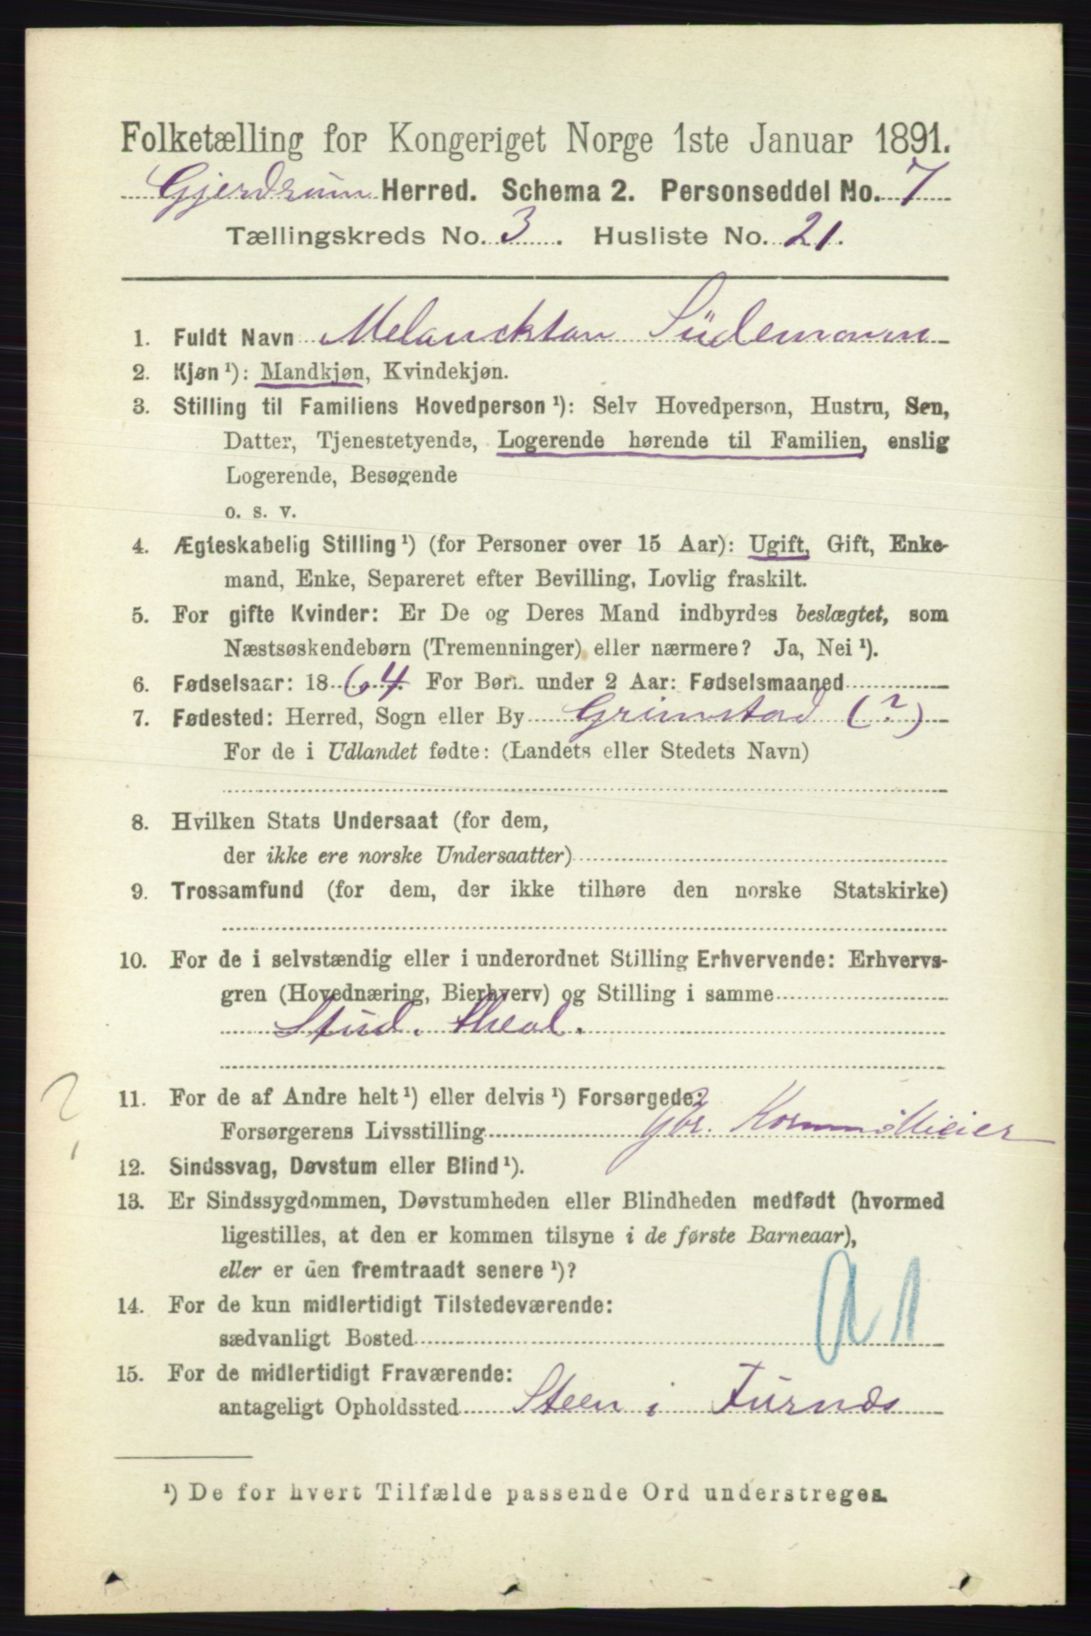 Folketælling for Kongeriget Norge 1ste Januar 1891.
Gjerdrum Herred. Schema 2. Personseddel No. 7
Tællingskreds No. 3. Husliste No. 21.
1. Fuldt Navn Melanckton Südemann
2. Kjøn ¹): Mandkjøn, Kvindekjøn.
3. Stilling til Familiens Hovedperson ¹): Selv Hovedperson, Hustru, Søn,
Datter, Tjenestetyende, Logerende hørende til Familien, enslig
Logerende, Besøgende
o. s. v.
4. Ægteskabelig Stilling ¹) (for Personer over 15 Aar): Ugift, Gift, Enke-
mand, Enke, Separeret efter Bevilling, Lovlig fraskilt.
5. For gifte Kvinder: Er De og Deres Mand indbyrdes beslægtet, som
Næstsøskendebørn (Tremenninger) eller nærmere? Ja, Nei ¹).
6. Fødselsaar: 1864. For Børn under 2 Aar: Fødselsmaaned
7. Fødested: Herred, Sogn eller By Grimstad (?)
For de i Udlandet fødte: (Landets eller Stedets Navn)
8. Hvilken Stats Undersaat (for dem,
der ikke ere norske Undersaatter)
9. Trossamfund (for dem, der ikke tilhøre den norske Statskirke)
10. For de i selvstændig eller i underordnet Stilling Erhvervende: Erhvervs-
gren (Hovednæring, Bierhverv) og Stilling i samme
Stud. theol.
? 11. For de af Andre helt ¹) eller delvis ¹) Forsørgede:
Forsørgerens Livsstilling
12. Sindssvag, Døvstum eller Blind ¹).
13. Er Sindssygdommen, Døvstumheden eller Blindheden medfødt (hvormed
ligestilles, at den er kommen tilsyne i de første Barneaar),
eller er den fremtraadt senere ¹)?
14. For de kun midlertidigt Tilstedeværende:
sædvanligt Bosted
a 1
15. For de midlertidigt Fraværende:
antageligt Opholdssted Steen i Furnæs
¹) De for hvert Tilfælde passende Ord understreges.